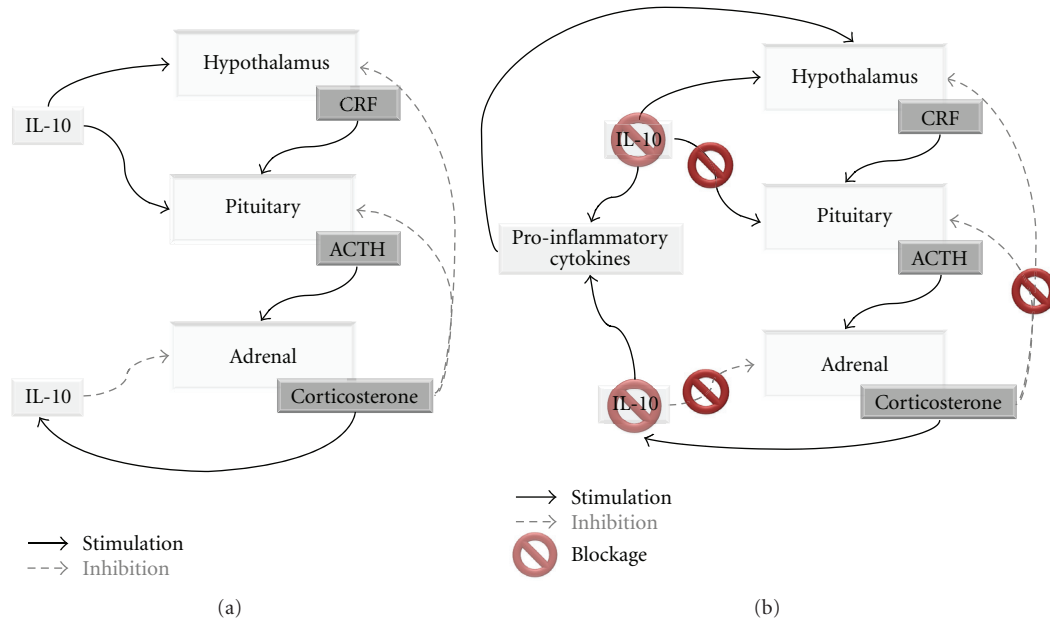 Hypothalamus
CRF
IL-10
Pituitary
ACTH
Adrenal
IL-10
Corticosterone
Stimulation
Inhibition
(a)
Hypothalamus
CRF
IL-10
Pituitary
Pro-inflammatory
cytokines
ACTH
Adrenal
IL-10
Corticosterone
Stimulation
Inhibition
Blockage
(b)